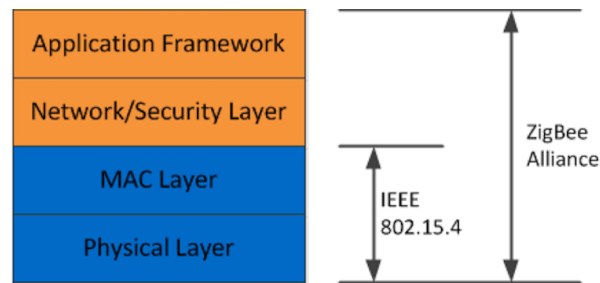 Application Framework
Network/Security Layer
MAC Layer
Physical Layer
IEEE
802.15.4
ZigBee
Alliance